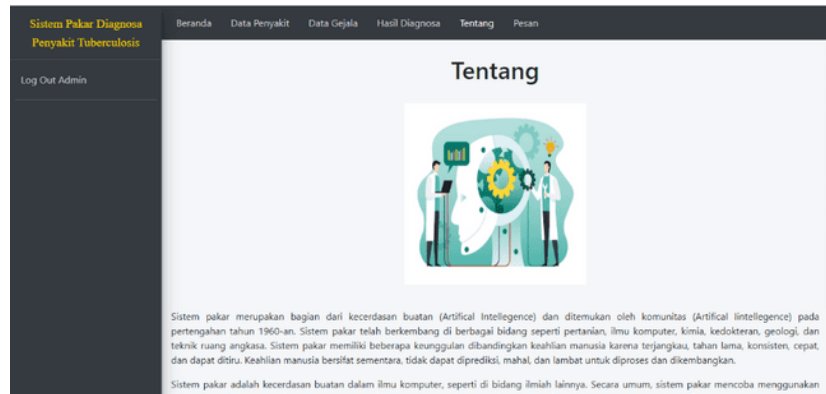 Sistem Pakar Diagnosa
Penyakit Tuberculosis
Log Out Admin
Beranda Data Penyakit Data Gejala Hasil Diagnosa Tentang Pesan
Tentang
Sistem pakar merupakan bagian dari kecerdasan buatan (Artifical Intellegence) dan ditemukan oleh komunitas (Artifical Iintellegence) pada
pertengahan tahun 1960-an. Sistem pakar telah berkembang di berbagai bidang seperti pertanian, ilmu komputer, kimia, kedokteran, geologi, dan
teknik ruang angkasa. Sistem pakar memiliki beberapa keunggulan dibandingkan keahlian manusia karena terjangkau, tahan lama, konsisten, cepat,
dan dapat ditiru. Keahlian manusia bersifat sementara, tidak dapat diprediksi, mahal, dan lambat untuk diproses dan dikembangkan.
Sistem pakar adalah kecerdasan buatan dalam ilmu komputer, seperti di bidang ilmiah lainnya. Secara umum, sistem pakar mencoba menggunakan